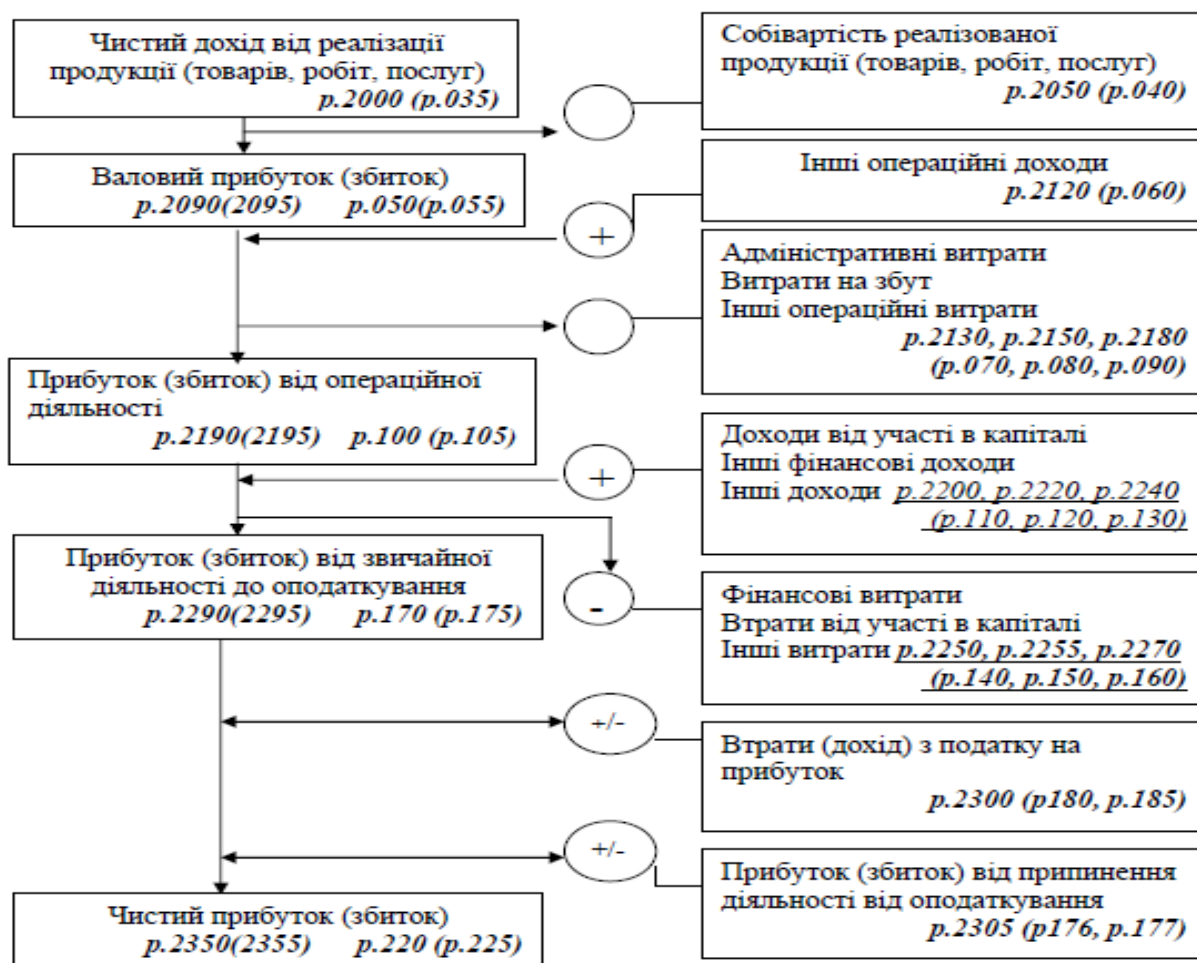 Чистий дохід від реалізації
продукції (товарів, робіт, послуг)
р.2000 (р.035)
Собівартість реалізованої
продукції (товарів, робіт, послуг)
р.2050 (р.040)
Валовий прибуток (збиток)
р.2090(2095) р.050(р.055)
Інші операційні доходи
р.2120 (р.060)
+
Адміністративні витрати
Витрати на збут
Інші операційні витрати
р.2130, р.2150, р.2180
(р.070, р.080, р.090)
Прибуток (збиток) від операційної
діяльності
р.2190(2195) р.100 (р.105)
Доходи від участі в капіталі
Інші фінансові доходи
Інші доходи р.2200, р.2220, р.2240
(р.110, р.120, р.130)
+
Прибуток (збиток) від звичайної
діяльності до оподаткування
р.2290(2295) р.170 (р.175)
-
Фінансові витрати
Втрати від участі в капіталі
Інші витрати р.2250, р.2255, р.2270
(р.140, р.150, р.160)
+/-
Втрати (дохід) з податку на
прибуток
р.2300 (р180, р.185)
+/-
Прибуток (збиток) від припинення
діяльності від оподаткування
р.2305 (р176, р.177)
Чистий прибуток (збиток)
р.2350(2355) р.220 (р.225)